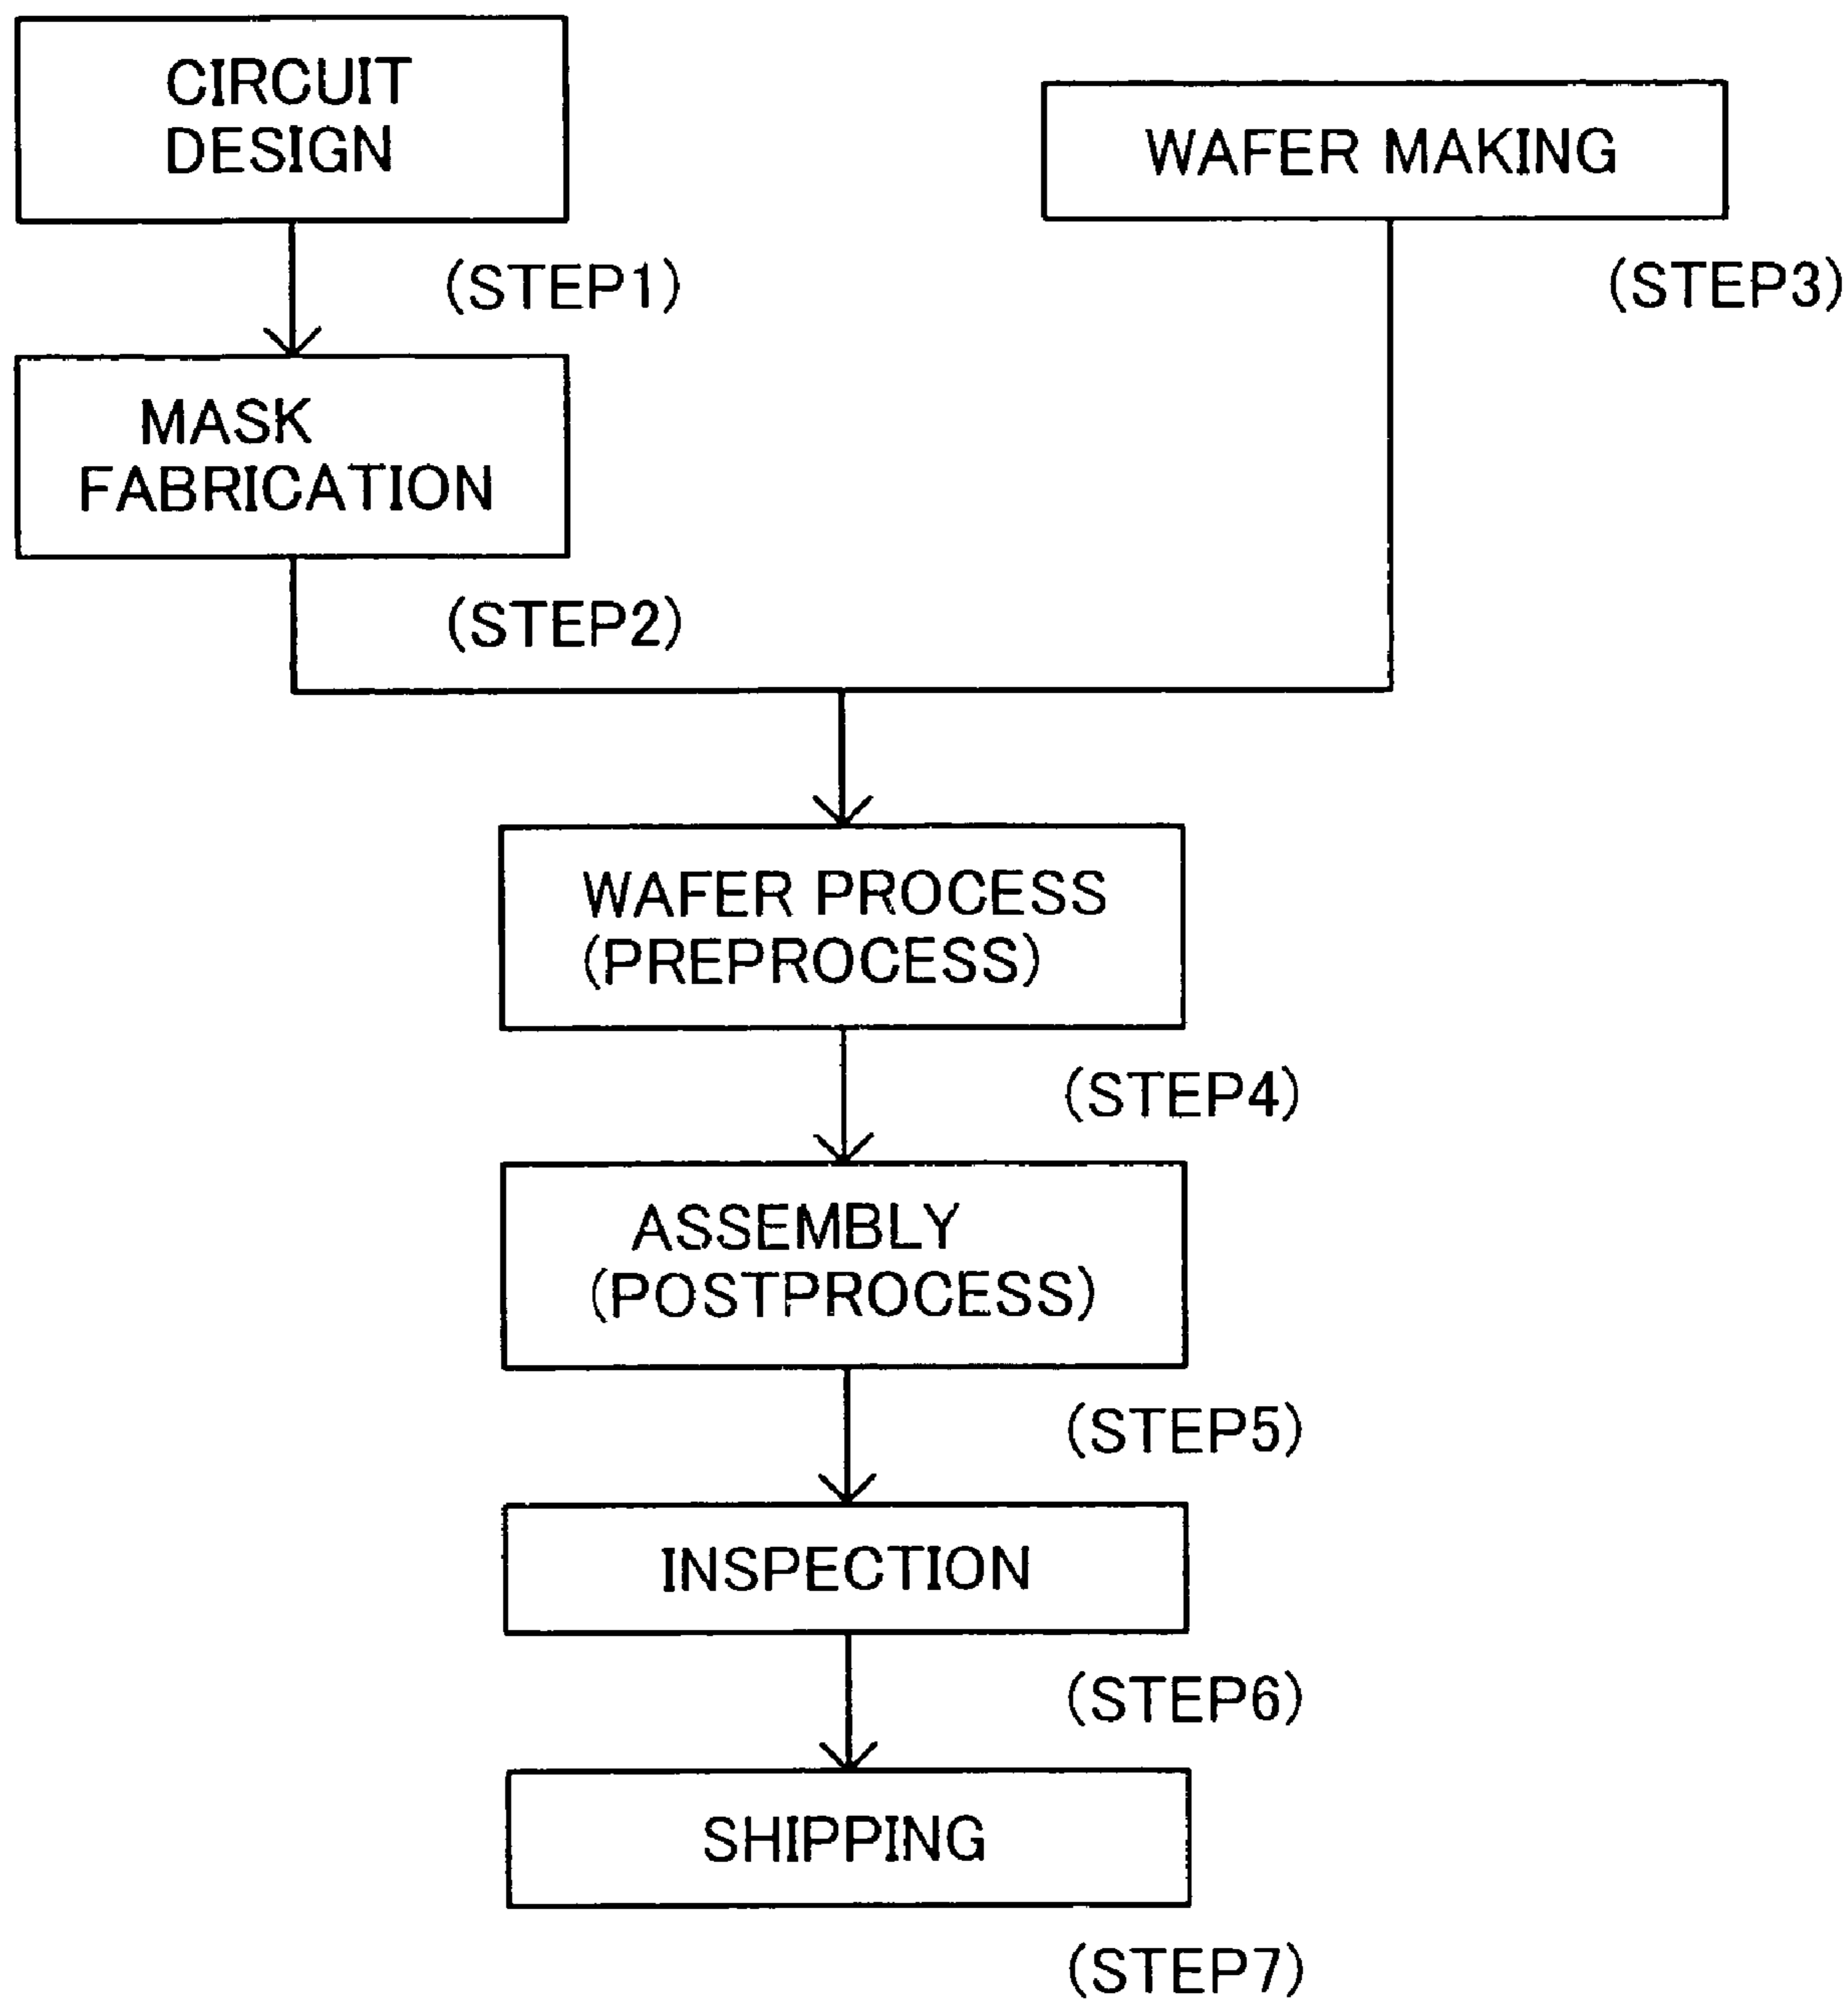 CIRCUIT
DESIGN
(STEP1)
MASK
FABRICATION
(STEP2)
WAFER MAKING
(STEP3)
WAFER PROCESS
(PREPROCESS)
(STEP4)
ASSEMBLY
(POSTPROCESS)
(STEP5)
INSPECTION
(STEP6)
SHIPPING
(STEP7)